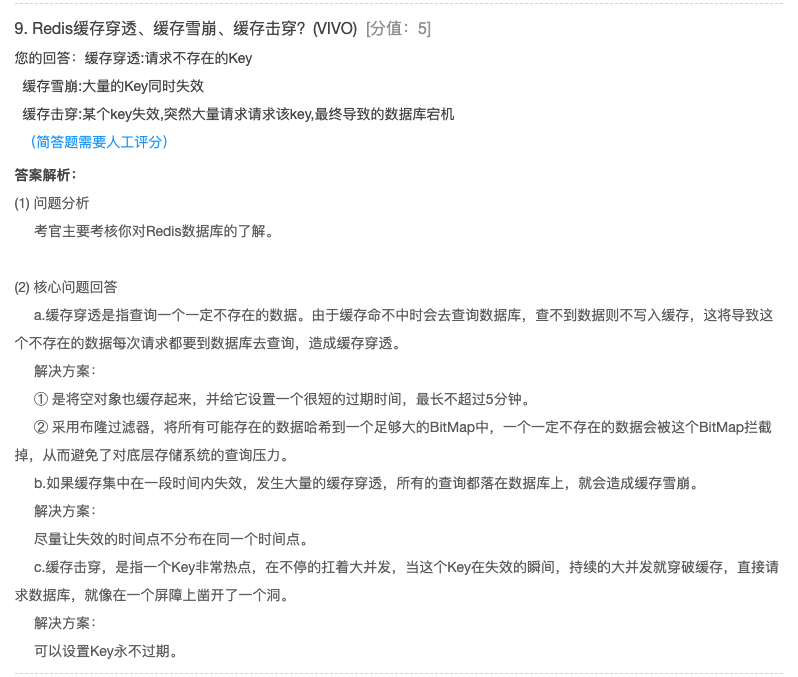 9. Redis缓存穿透、缓存雪崩、缓存击穿？(VIVO)  [分值：5]
您的回答：缓存穿透:请求不存在的Key
缓存雪崩:大量的Key同时失效
缓存击穿:某个key失效,突然大量请求请求该key,最终导致的数据库宕机
（简答题需要人工评分）
答案解析：
(1) 问题分析
考官主要考核你对Redis数据库的了解。
(2) 核心问题回答
a.缓存穿透是指查询一个一定不存在的数据。由于缓存命不中时会去查询数据库，查不到数据则不写入缓存，这将导致这
个不存在的数据每次请求都要到数据库去查询，造成缓存穿透。
解决方案：
① 是将空对象也缓存起来，并给它设置一个很短的过期时间，最长不超过5分钟。
② 采用布隆过滤器，将所有可能存在的数据哈希到一个足够大的BitMap中，一个一定不存在的数据会被这个BitMap拦截
掉，从而避免了对底层存储系统的查询压力。
b.如果缓存集中在一段时间内失效，发生大量的缓存穿透，所有的查询都落在数据库上，就会造成缓存雪崩。
解决方案：
尽量让失效的时间点不分布在同一个时间点。
c.缓存击穿，是指一个Key非常热点，在不停的扛着大并发，当这个Key在失效的瞬间，持续的大并发就穿破缓存，直接请
求数据库，就像在一个屏障上凿开了一个洞。
解决方案：
可以设置Key永不过期。